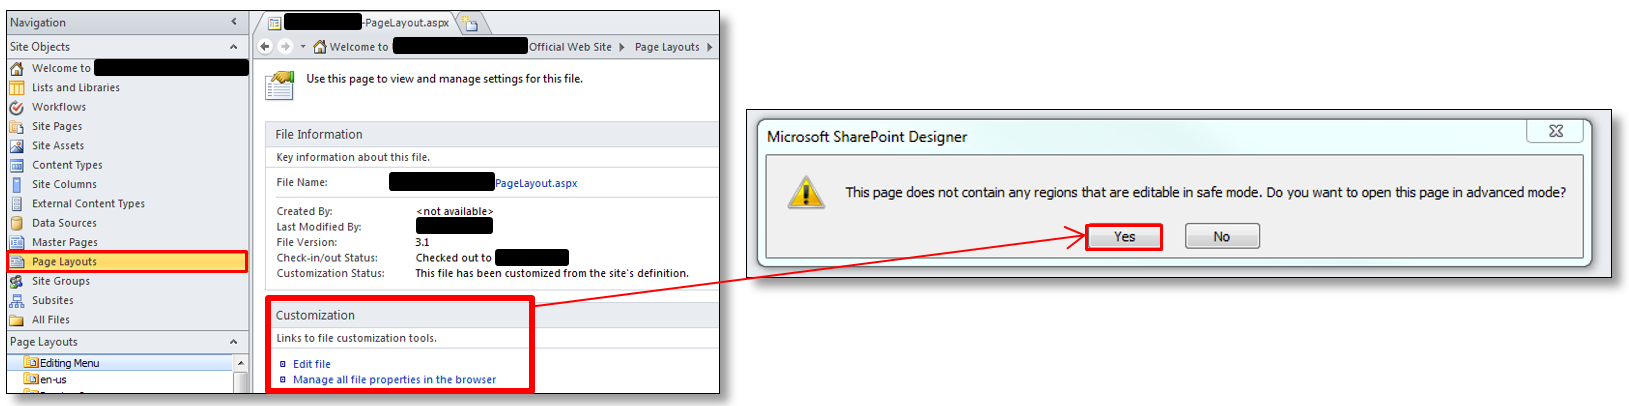 Navigation
Site Objects
Welcome to
Lists and Libraries
Workflows
Site Pages
Site Assets
Content Types
Site Columns
External Content Types
Data Sources
Master Pages
Page Layouts
Site Groups
Subsites
All Files
Page Layouts
Editing Menu
en-us
-PageLayout.aspx
Welcome to Official Web Site Page Layouts
Use this page to view and manage settings for this file.
File Information
Key information about this file.
File Name: PageLayout.aspx
Created By: <not available>
Last Modified By:
File Version: 3.1
Check-in/out Status: Checked out to
Customization Status: This file has been customized from the site's definition.
Customization
Links to file customization tools.
Edit file
Manage all file properties in the browser
Microsoft SharePoint Designer
This page does not contain any regions that are editable in safe mode. Do you want to open this page in advanced mode?
Yes No